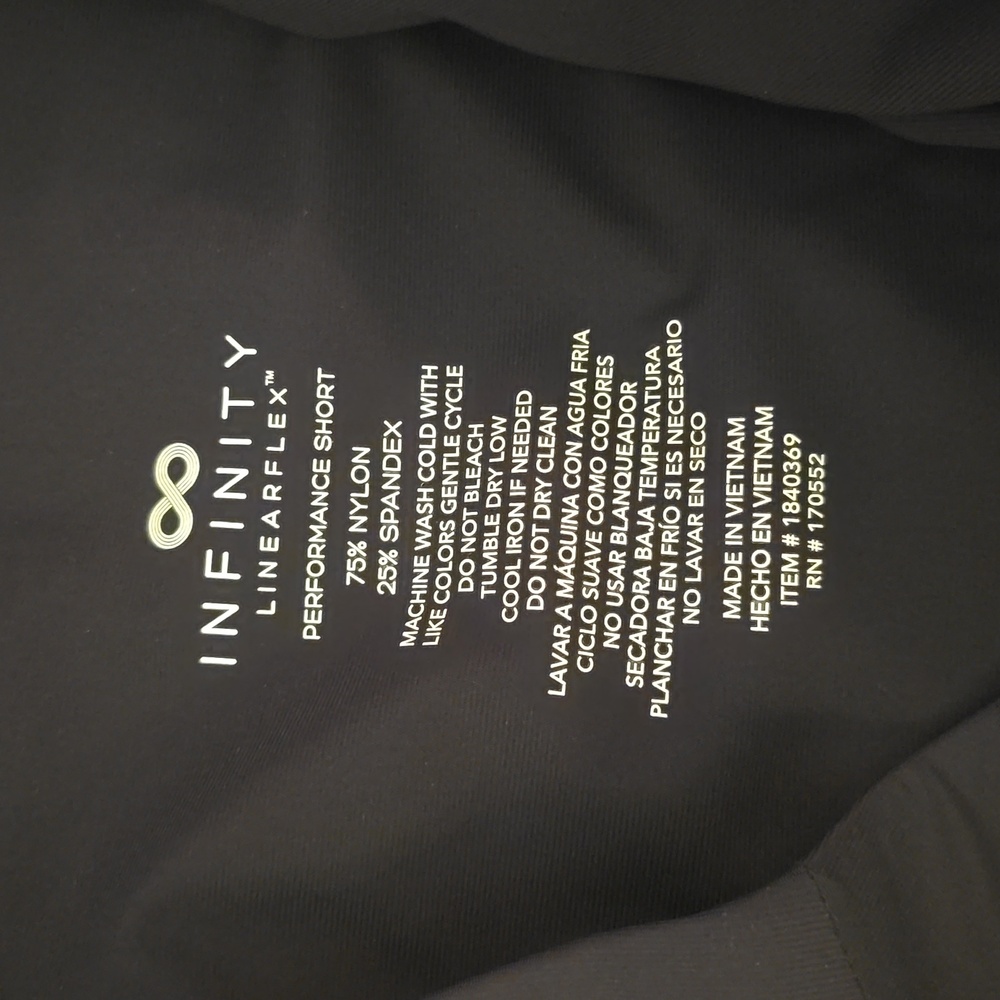 INFINITY
LINEARFLEX™
PERFORMANCE SHORT
75% NYLON
25% SPANDEX
MACHINE WASH COLD WITH
LIKE COLORS GENTLE CYCLE
DO NOT BLEACH
TUMBLE DRY LOW
COOL IRON IF NEEDED
DO NOT DRY CLEAN
LAVAR A MÁQUINA CON AGUA FRIA
CICLO SUAVE COMO COLORES
NO USAR BLANQUEADOR
SECADORA BAJA TEMPERATURA
PLANCHAR EN FRÍO SI ES NECESARIO
NO LAVAR EN SECO
MADE IN VIETNAM
HECHO EN VIETNAM
ITEM # 1840369
RN # 170552